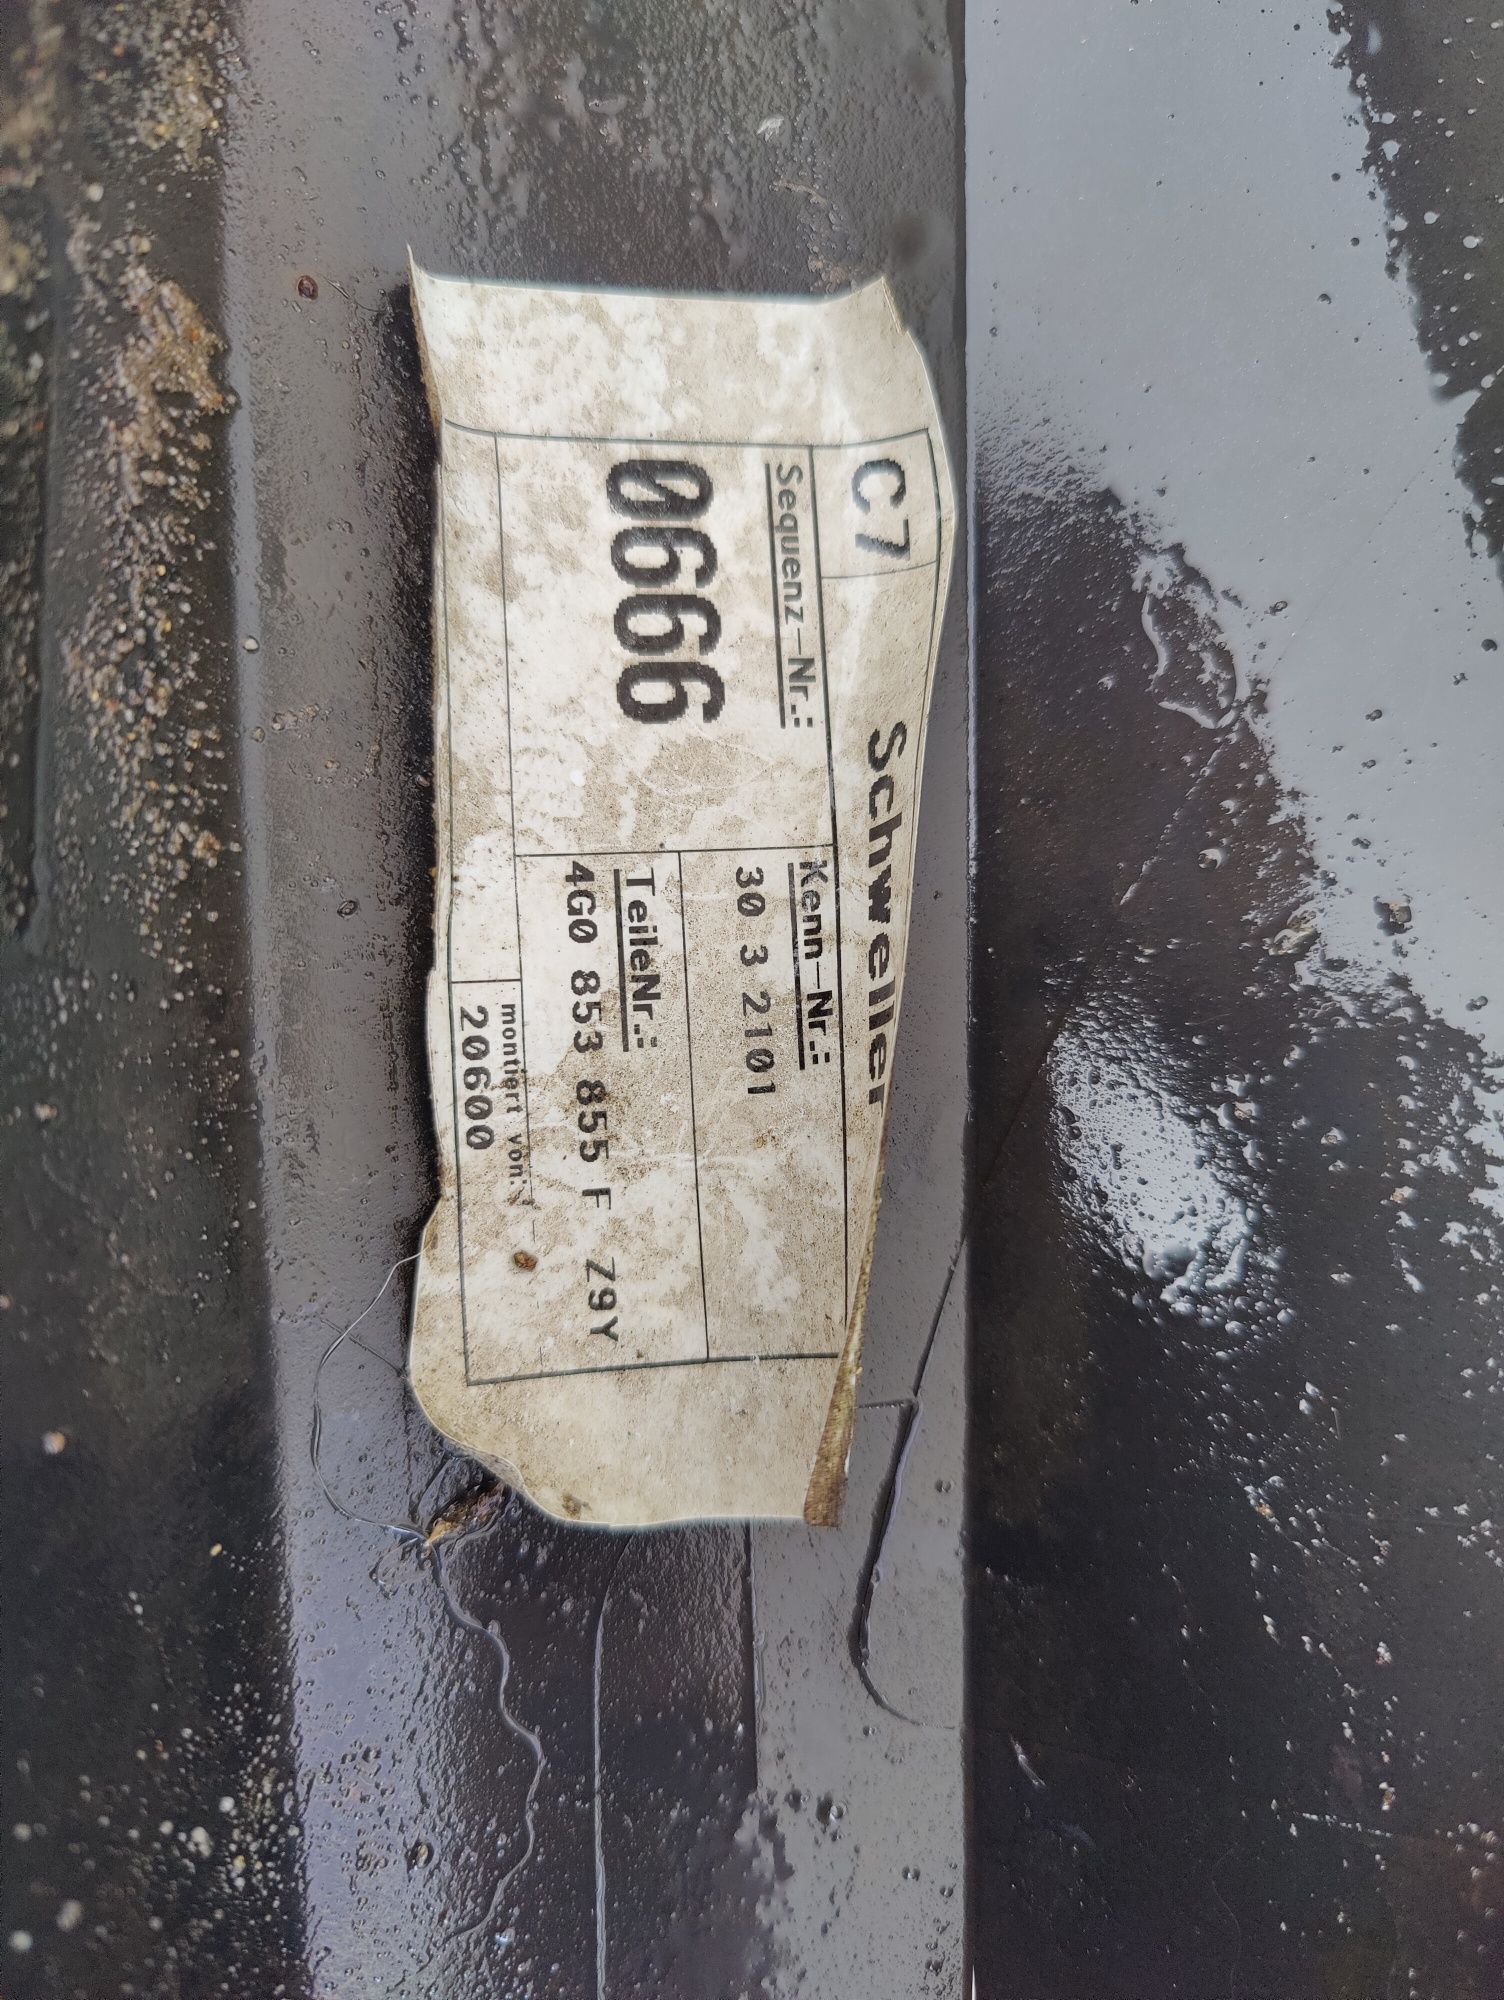 C7
Schweller
Sequenz-Nr.:
0666
Kenn-Nr.:
30 3 2101
TeileNr.:
4G0 853 855 F Z9Y
montiert von:
20600